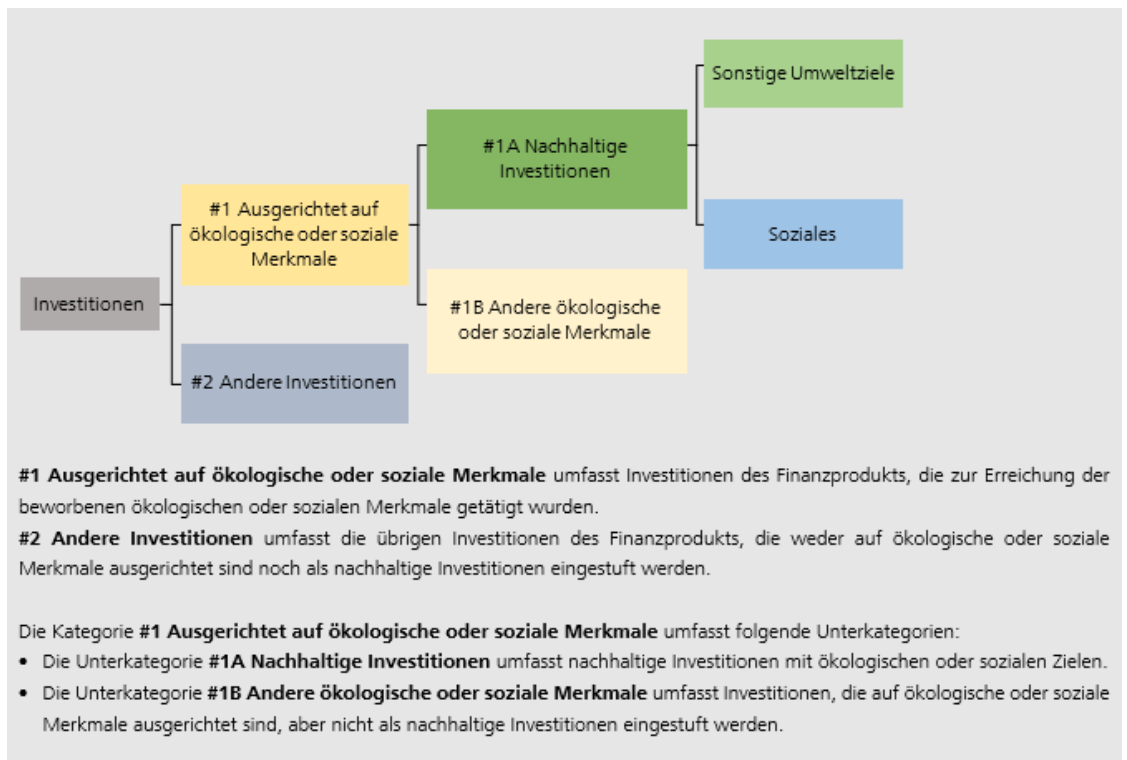 Sonstige Umweltziele
#1A Nachhaltige
Investitionen
#1 Ausgerichtet auf
ökologische oder soziale
Merkmale
Soziales
Investitionen
#1B Andere ökologische
oder soziale Merkmale
#2 Andere Investitionen
#1 Ausgerichtet auf ökologische oder soziale Merkmale umfasst Investitionen des Finanzprodukts, die zur Erreichung der
beworbenen ökologischen oder sozialen Merkmale getätigt wurden.
#2 Andere Investitionen umfasst die übrigen Investitionen des Finanzprodukts, die weder auf ökologische oder soziale
Merkmale ausgerichtet sind noch als nachhaltige Investitionen eingestuft werden.
Die Kategorie #1 Ausgerichtet auf ökologische oder soziale Merkmale umfasst folgende Unterkategorien:
• Die Unterkategorie #1A Nachhaltige Investitionen umfasst nachhaltige Investitionen mit ökologischen oder sozialen Zielen.
• Die Unterkategorie #1B Andere ökologische oder soziale Merkmale umfasst Investitionen, die auf ökologische oder soziale
Merkmale ausgerichtet sind, aber nicht als nachhaltige Investitionen eingestuft werden.